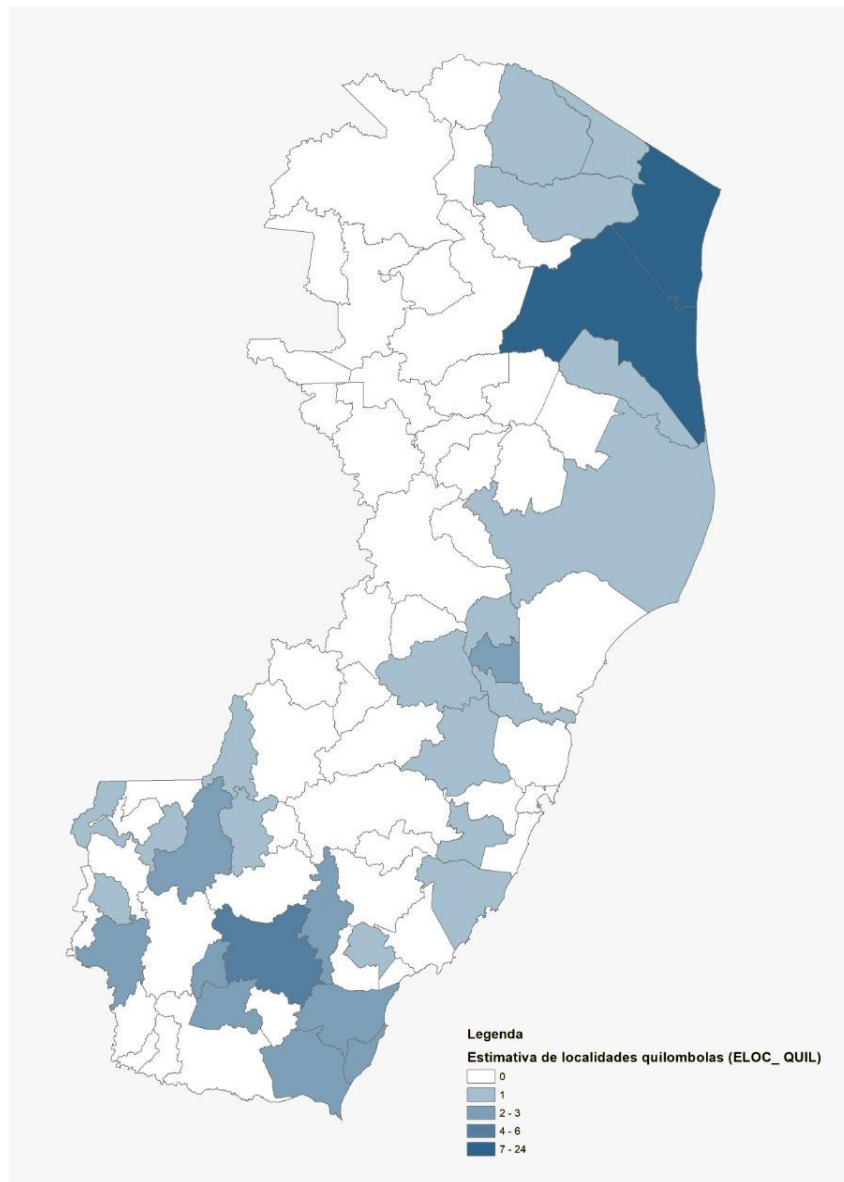 Legenda
Estimativa de localidades quilombolas (ELOC_ QUIL)
0
1
2 - 3
4 - 6
7 - 24